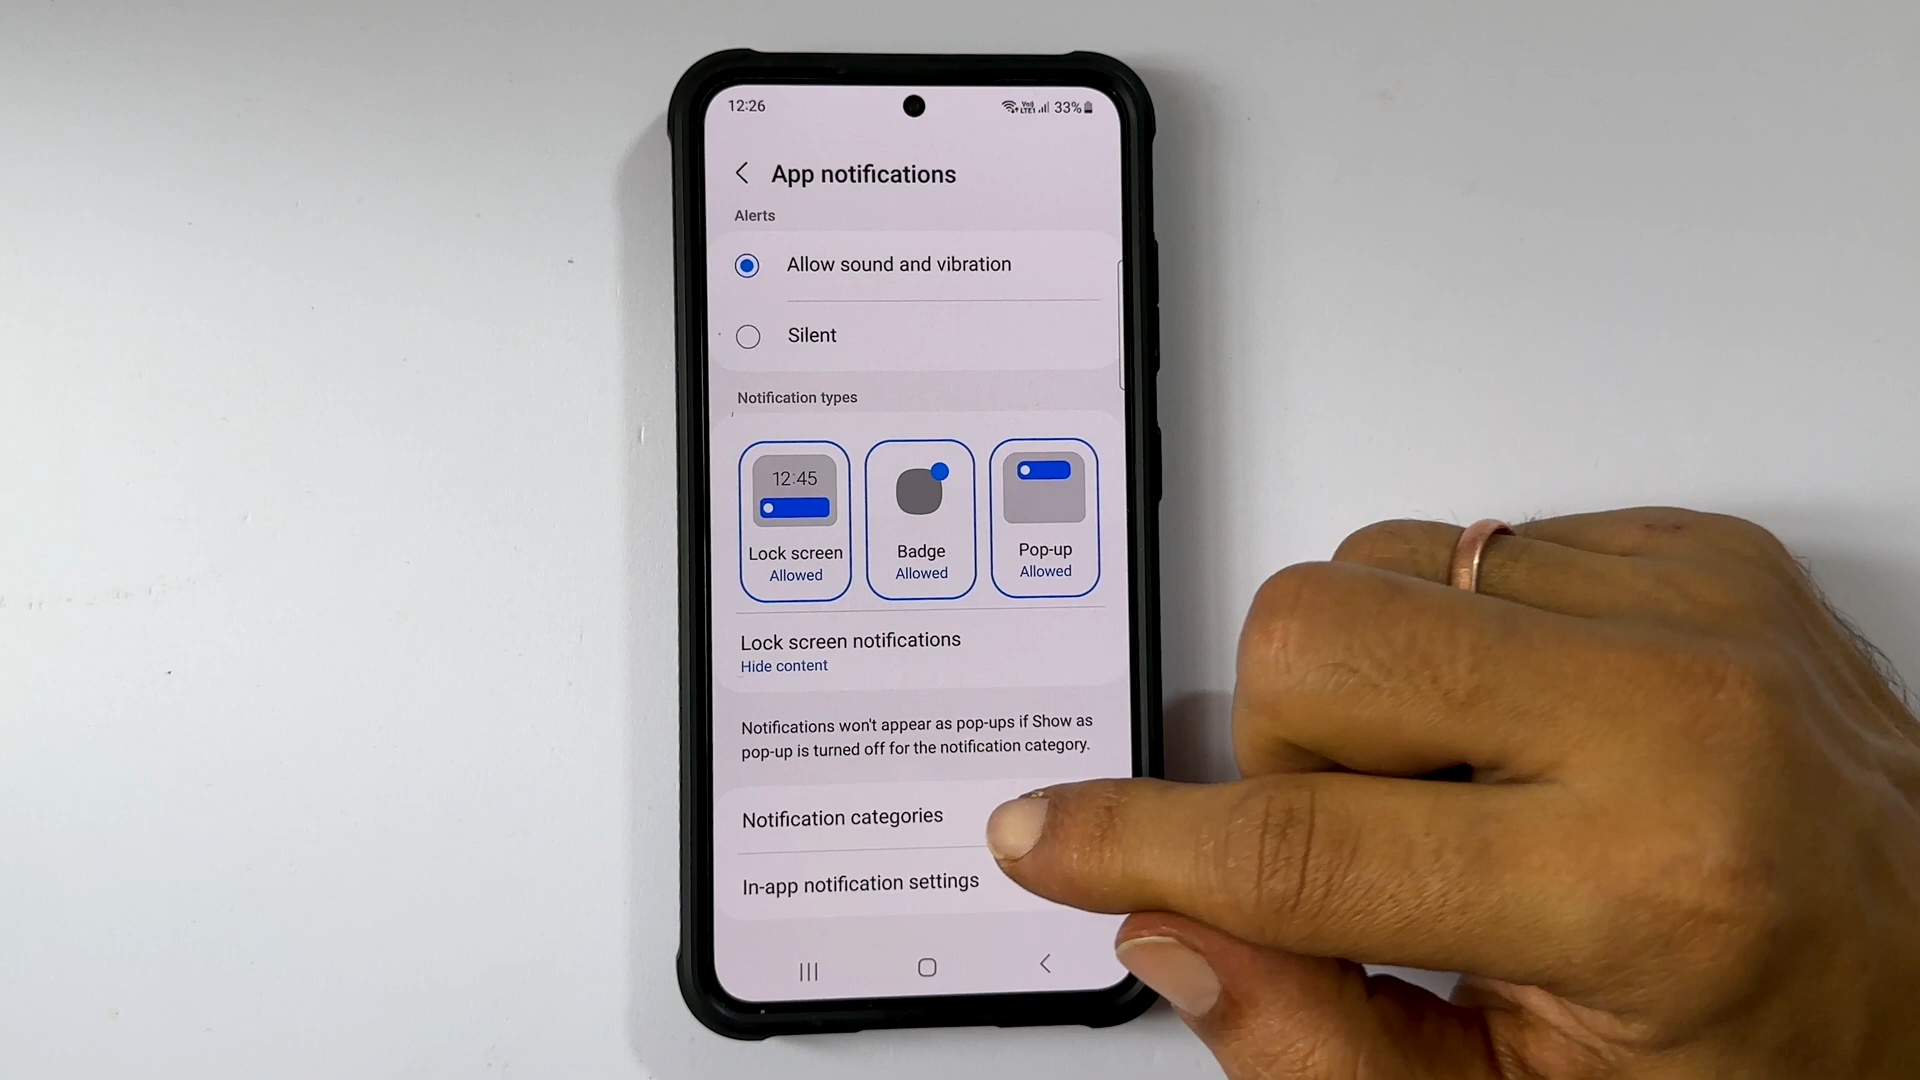 12:26
Vo)) LTE1 33%
App notifications
Alerts
Allow sound and vibration
Silent
Notification types
12:45
Lock screen
Allowed
Badge
Allowed
Pop-up
Allowed
Lock screen notifications
Hide content
Notifications won't appear as pop-ups if Show as
pop-up is turned off for the notification category.
Notification categories
In-app notification settings